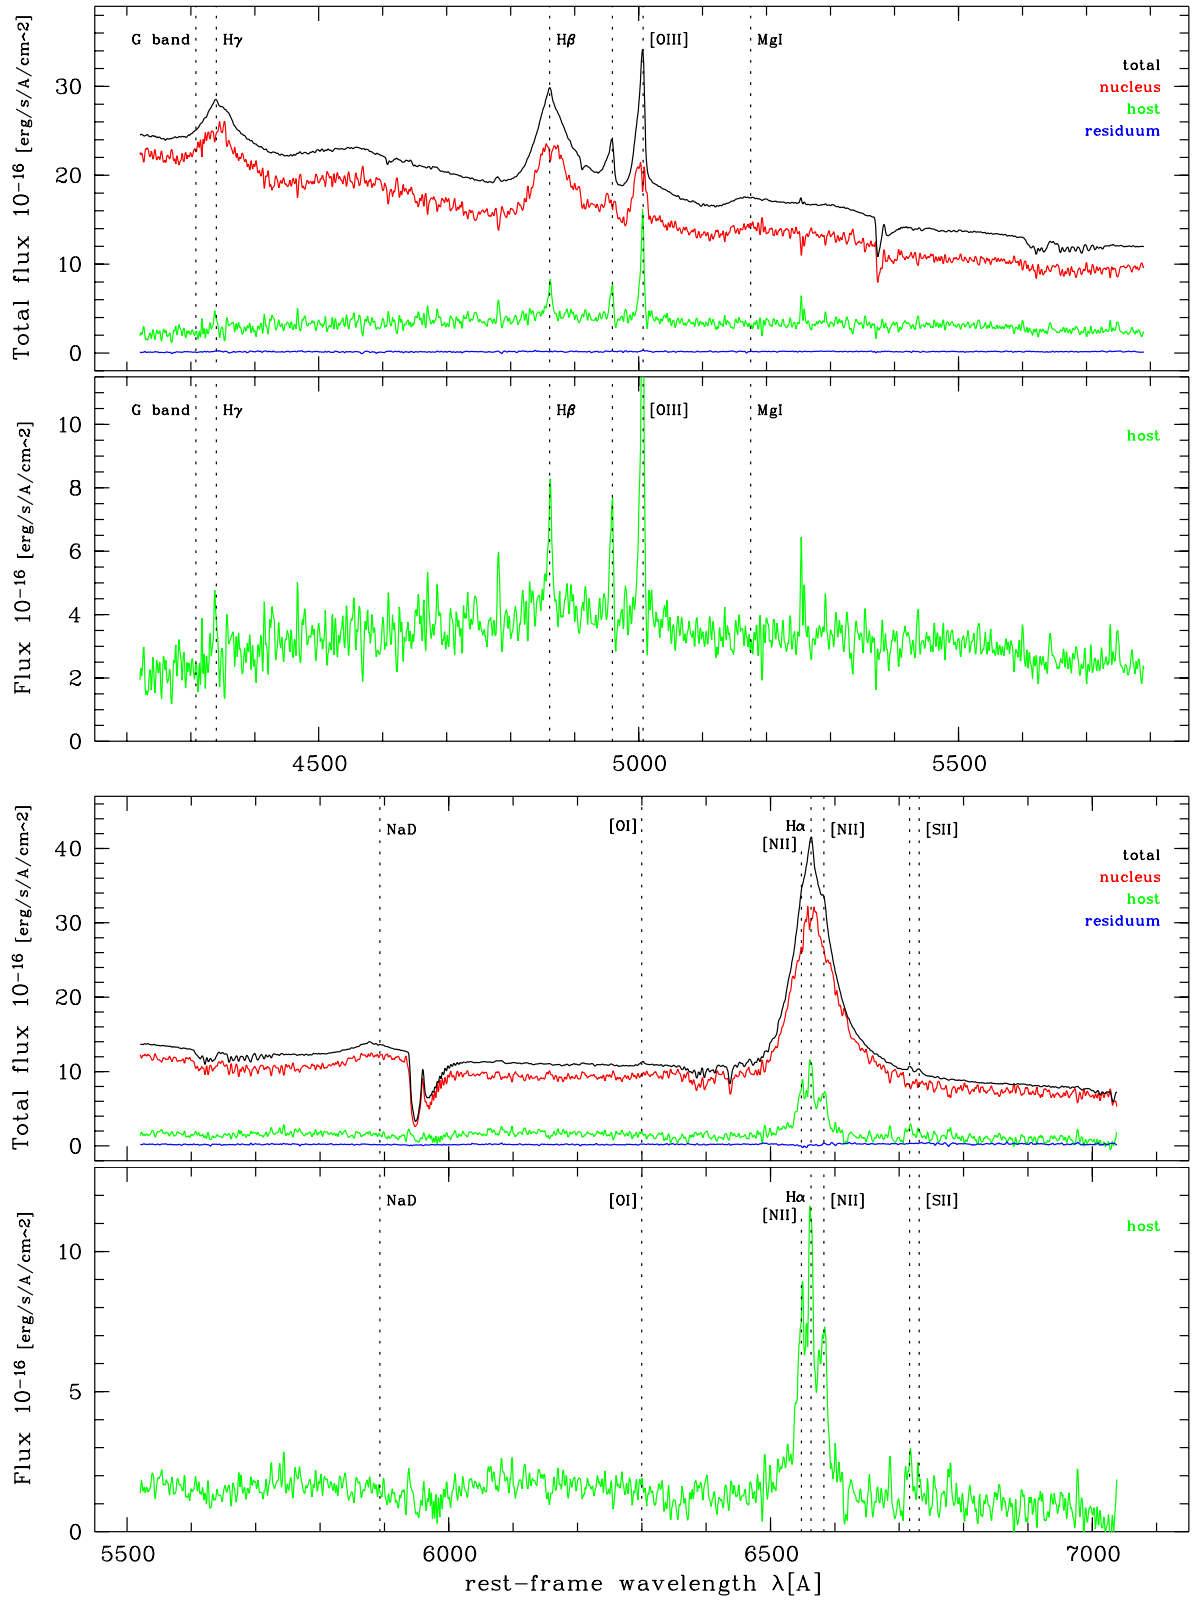 G band Hγ Hβ [OIII] MgI
total
nucleus
host
residuum
30
20
10
0
Total flux 10−16 [erg/s/A/cm~2]
G band Hγ Hβ [OIII] MgI
host
10
8
6
4
2
0
Flux 10−16 [erg/s/A/cm~2]
4500 5000 5500
NaD [OI] [NII] Hα [NII] [SII]
total
nucleus
host
residuum
40
30
20
10
0
Total flux 10−16 [erg/s/A/cm~2]
NaD [OI] [NII] Hα [NII] [SII]
host
10
5
0
Flux 10−16 [erg/s/A/cm~2]
5500 6000 6500 7000
rest−frame wavelength λ[A]